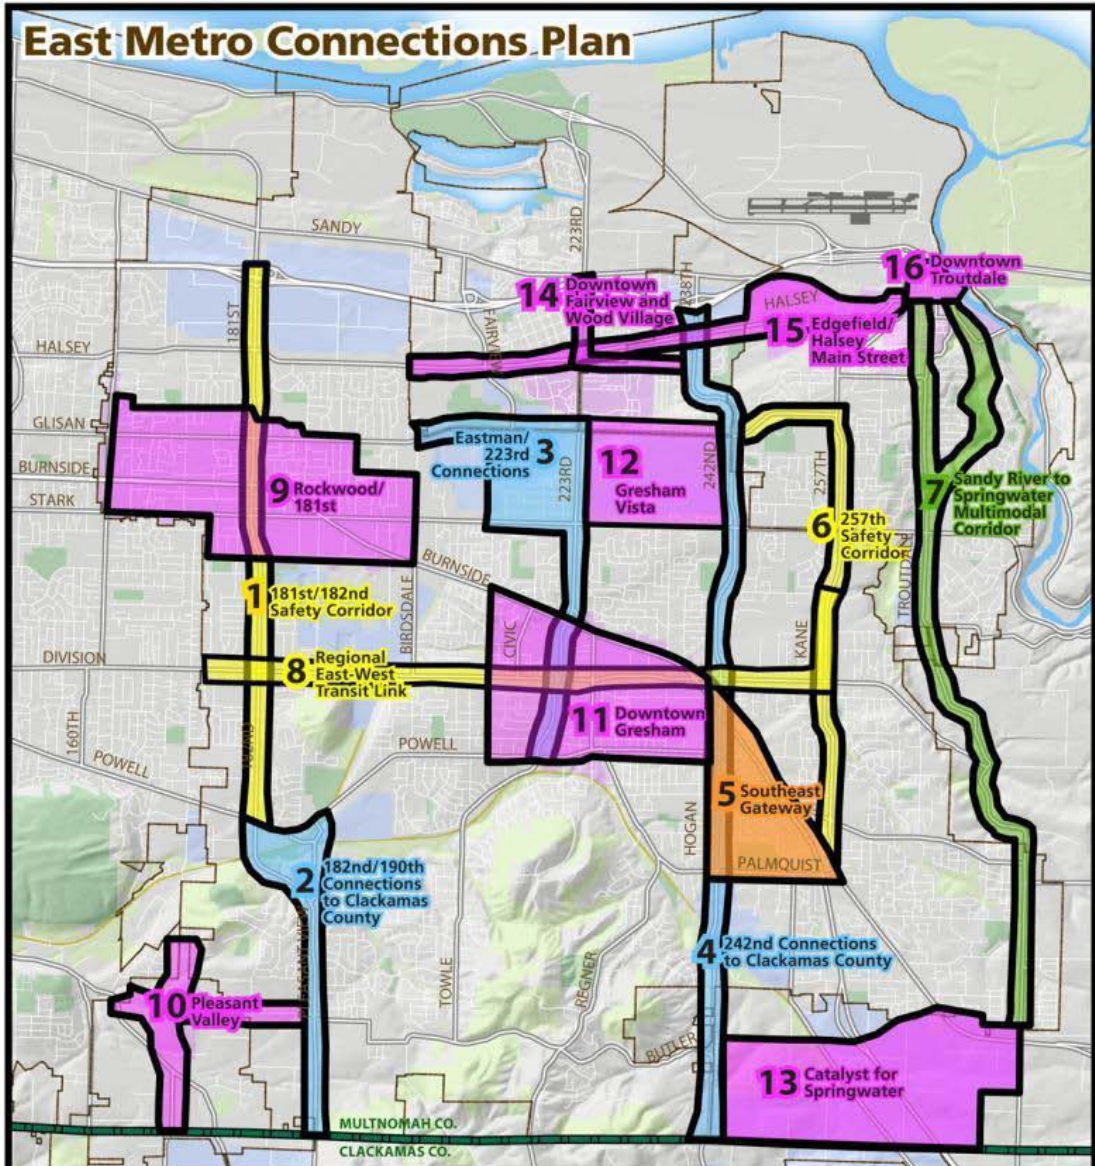 East Metro Connections Plan
SANDY
223RD
181ST
238TH
16 Downtown
Troutdale
14 Downtown
Fairview and
Wood Village
HALSEY
15 Edgefield/
Halsey
Main Street
FAIRVIEW
HALSEY
GLISAN
BURNSIDE
STARK
Eastman/
223rd
Connections
3
223RD
12
Gresham
Vista
242ND
257TH
9 Rockwood/
181st
7 Sandy River to
Springwater
Multimodal
Corridor
6 257th
Safety
Corridor
BURNSIDE
1 181st/182nd
Safety Corridor
BIRDSDALE
CIVIC
KANE
DIVISION
8 Regional
East-West
Transit Link
11 Downtown
Gresham
160TH
POWELL
POWELL
5 Southeast
Gateway
HOGAN
PALMQUIST
2 182nd/190th
Connections
to Clackamas
County
4 242nd Connections
to Clackamas County
TOWLE
REGNER
10 Pleasant
Valley
BUTLER
13 Catalyst for
Springwater
MULTNOMAH CO.
CLACKAMAS CO.